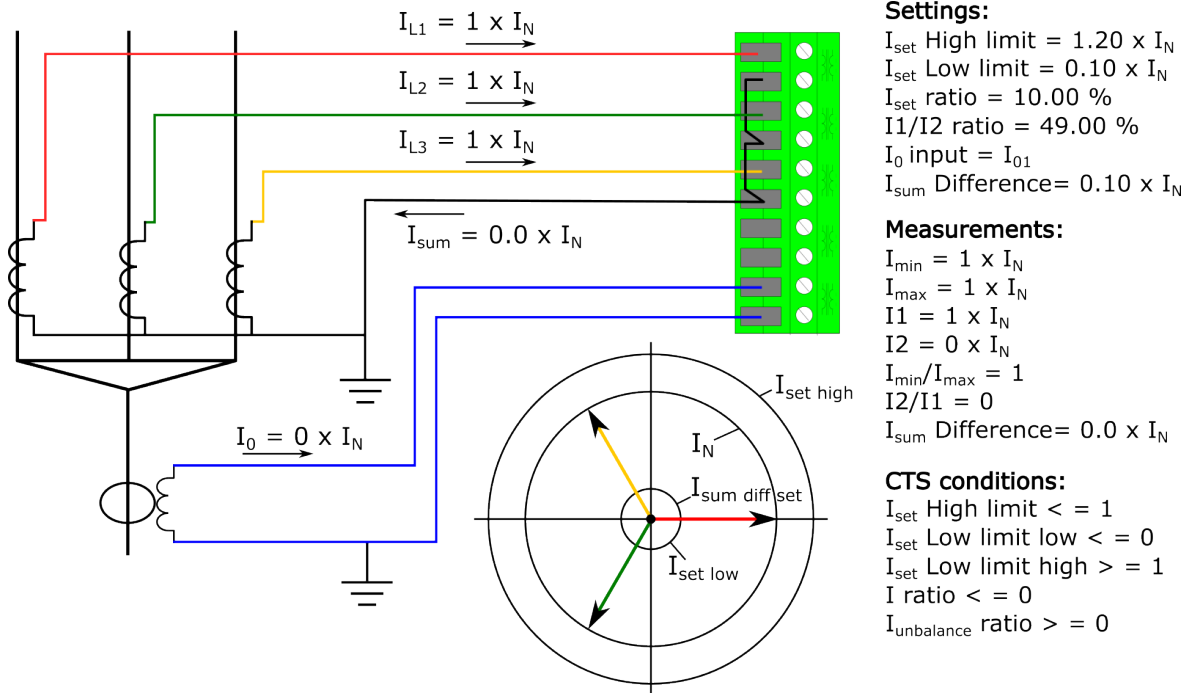 I_L1 = 1 x I_N
I_L2 = 1 x I_N
I_L3 = 1 x I_N
I_sum = 0.0 x I_N
I_0 = 0 x I_N
I_set high
I_N
I_sum diff set
I_set low
Settings:
I_set High limit = 1.20 x I_N
I_set Low limit = 0.10 x I_N
I_set ratio = 10.00 %
I1/I2 ratio = 49.00 %
I_0 input = I_01
I_sum Difference= 0.10 x I_N
Measurements:
I_min = 1 x I_N
I_max = 1 x I_N
I1 = 1 x I_N
I2 = 0 x I_N
I_min/I_max = 1
I2/I1 = 0
I_sum Difference= 0.0 x I_N
CTS conditions:
I_set High limit < = 1
I_set Low limit low < = 0
I_set Low limit high > = 1
I ratio < = 0
I_unbalance ratio > = 0